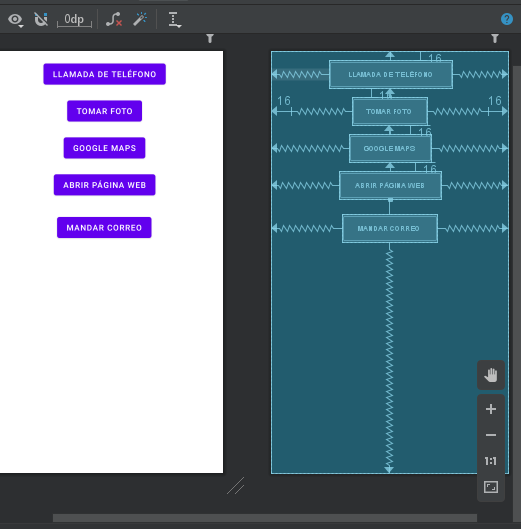 0dp
LLAMADA DE TELÉFONO
TOMAR FOTO
GOOGLE MAPS
ABRIR PÁGINA WEB
MANDAR CORREO
16
LLAMADA DE TELÉFONO
16
16
TOMAR FOTO
16
16
GOOGLE MAPS
16
ABRIR PÁGINA WEB
MANDAR CORREO
1:1